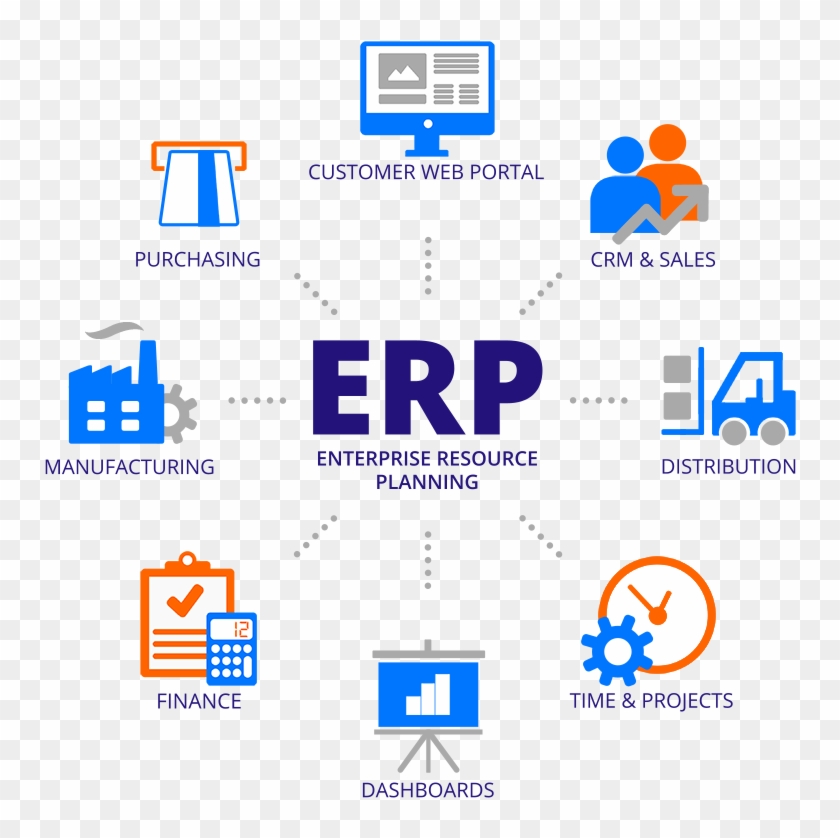 CUSTOMER WEB PORTAL
PURCHASING
CRM & SALES
ERP
ENTERPRISE RESOURCE
PLANNING
MANUFACTURING
DISTRIBUTION
12
FINANCE
TIME & PROJECTS
DASHBOARDS